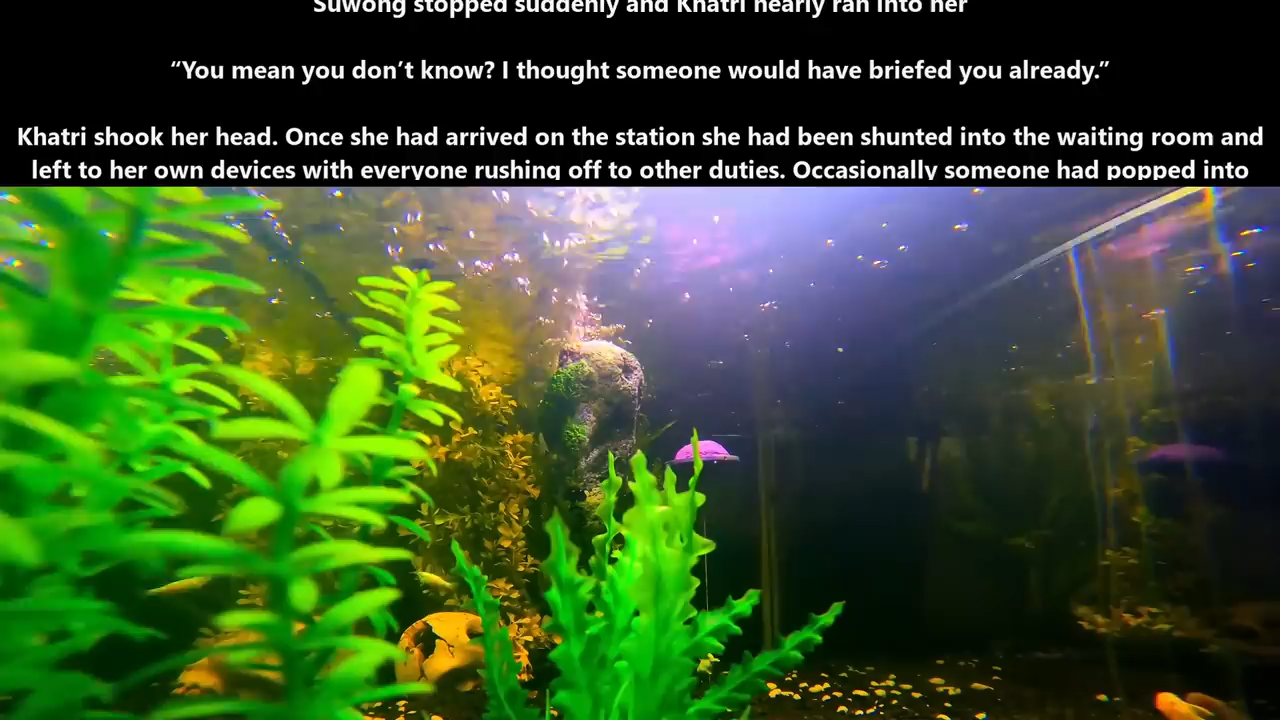 Suwong stopped suddenly and Khatri nearly ran into her
“You mean you don’t know? I thought someone would have briefed you already.”
Khatri shook her head. Once she had arrived on the station she had been shunted into the waiting room and
left to her own devices with everyone rushing off to other duties. Occasionally someone had popped into